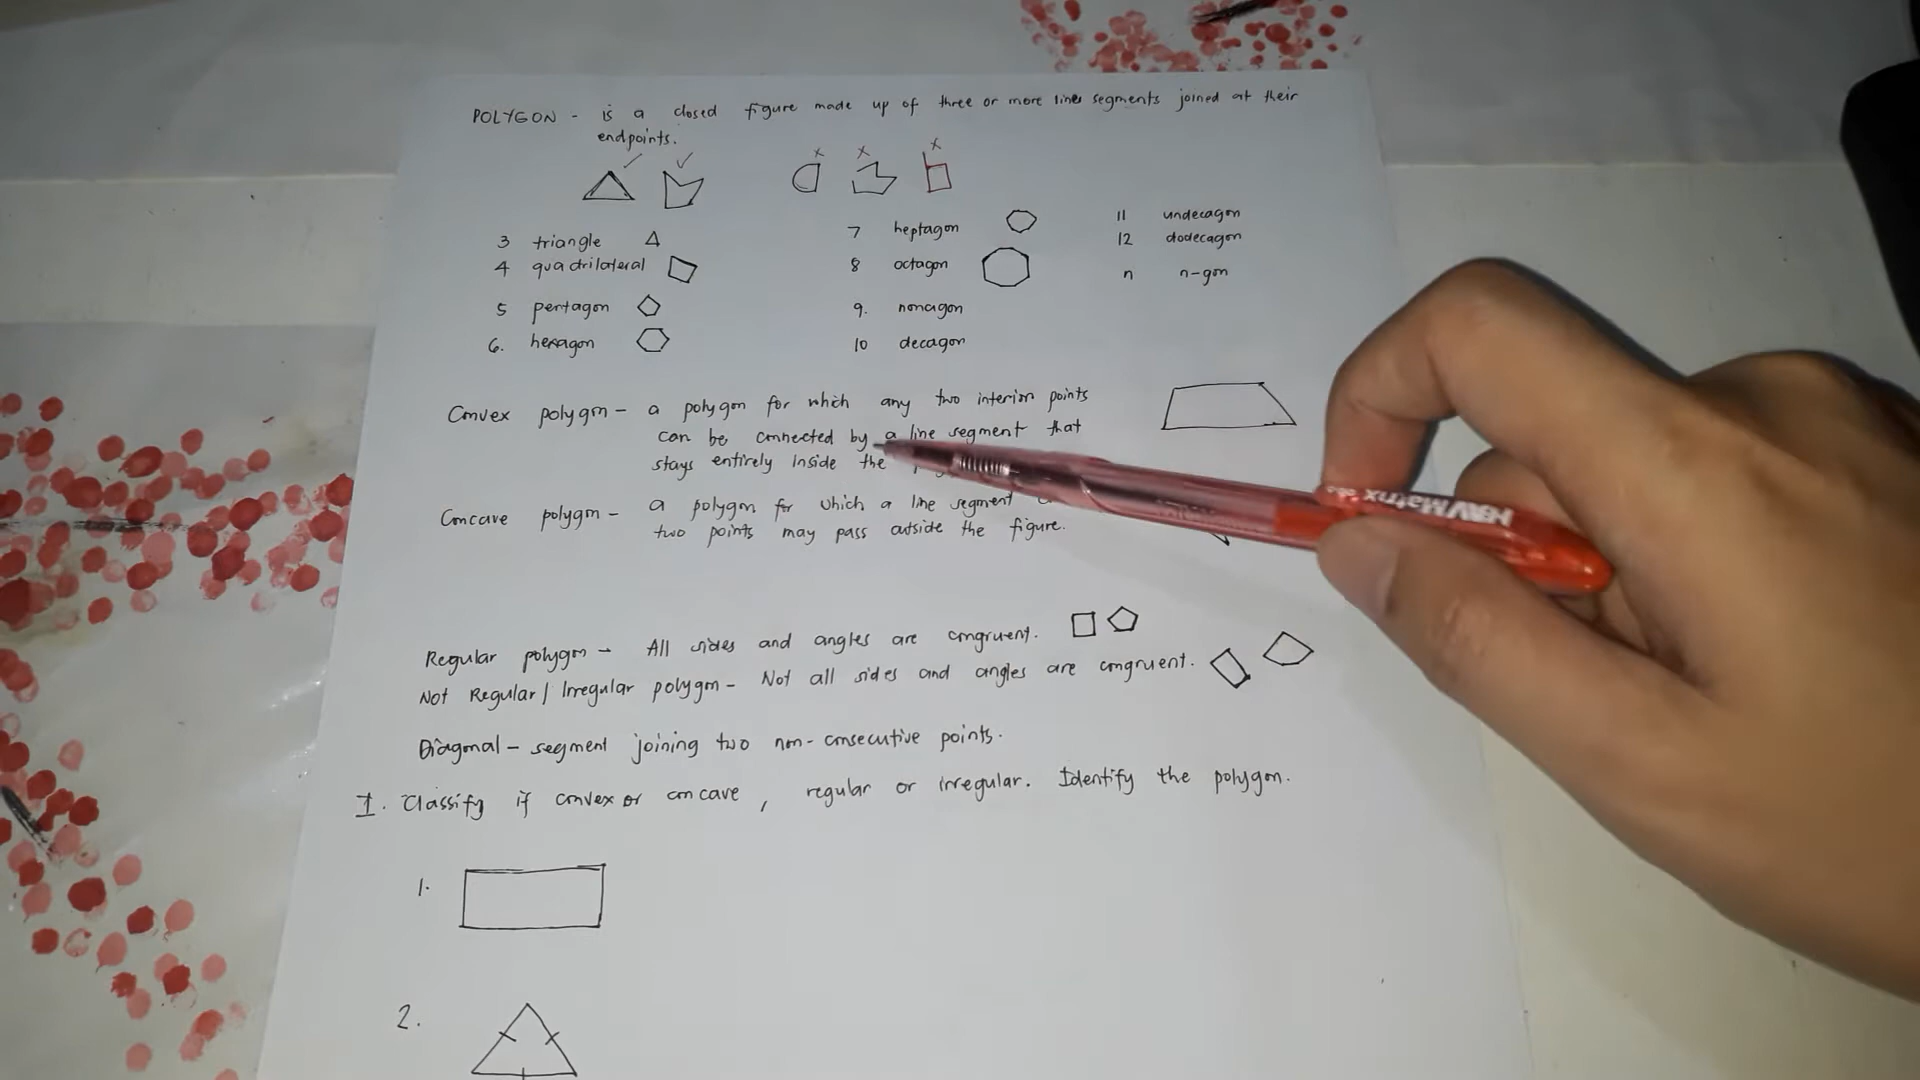 POLYGON - is a closed figure made up of three or more lines segments joined at their
endpoints.
✓ ✓ x x x
3 triangle
4 quadrilateral
5 pentagon
6. hexagon
7 heptagon
8 octagon
9. nonagon
10 decagon
11 undecagon
12 dodecagon
n n-gon
Convex polygon - a polygon for which any two interior points
can be connected by a line segment that
stays entirely inside the
Concave polygon - a polygon for which a line segment
two points may pass outside the figure.
Regular polygon - All sides and angles are congruent.
Not Regular / Irregular polygon - Not all sides and angles are congruent.
Diagonal - segment joining two non-consecutive points.
I. Classify if convex or concave, regular or irregular. Identify the polygon.
1.
2.
HBW Matrix